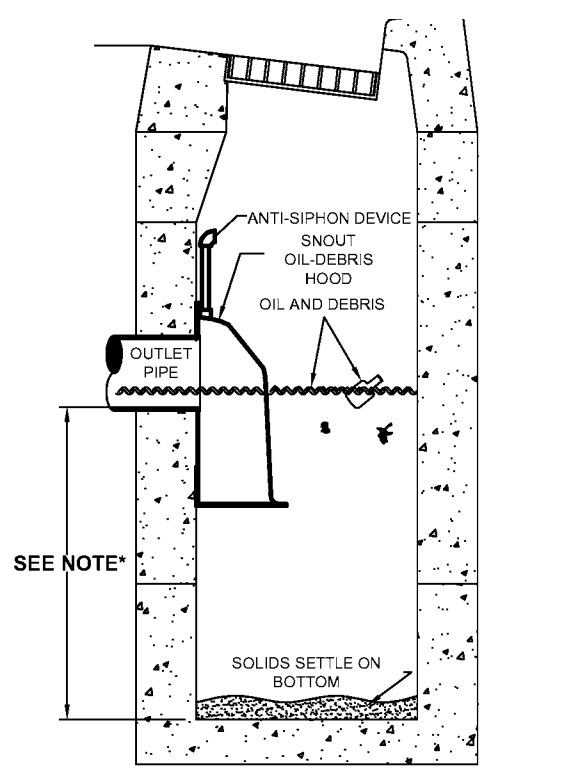 ANTI-SIPHON DEVICE
SNOUT
OIL-DEBRIS
HOOD
OIL AND DEBRIS
OUTLET
PIPE
SEE NOTE*
SOLIDS SETTLE ON
BOTTOM